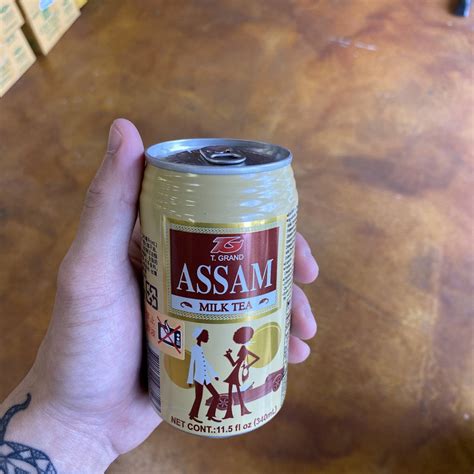 T. GRAND
ASSAM
MILK TEA
NET CONT.:11.5 fl oz (340mL)